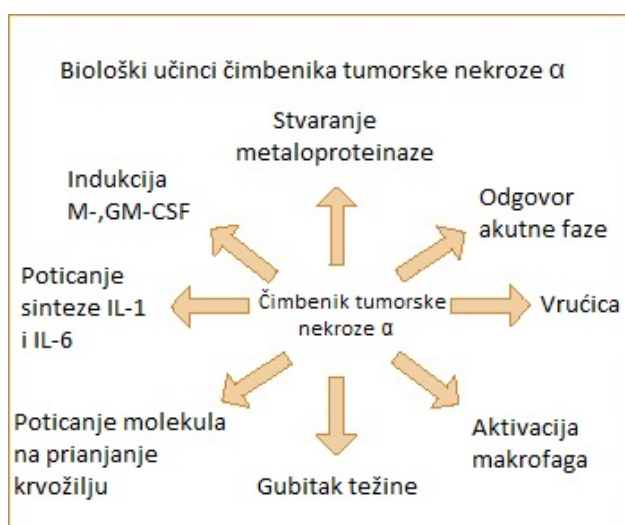 Biološki učinci čimbenika tumorske nekroze α
Stvaranje
metaloproteinaze
Indukcija
M-,GM-CSF
Odgovor
akutne faze
Poticanje
sinteze IL-1
i IL-6
Čimbenik tumorske
nekroze α
Vrućica
Poticanje molekula
na prianjanje
krvožilju
Gubitak težine
Aktivacija
makrofaga